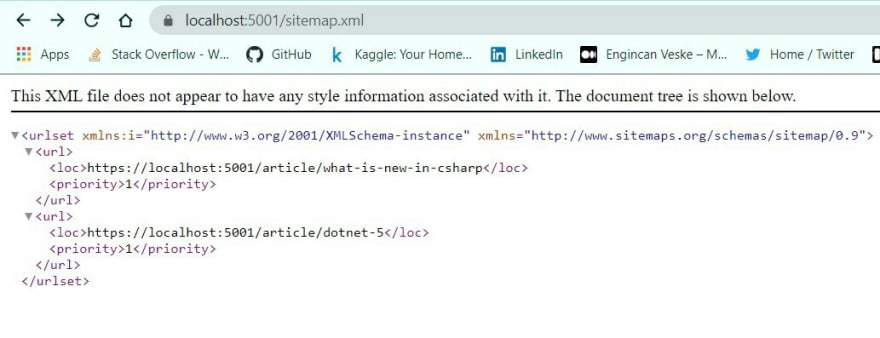 localhost:5001/sitemap.xml
Apps Stack Overflow - W... GitHub Kaggle: Your Home... LinkedIn Engincan Veske – M... Home / Twitter
This XML file does not appear to have any style information associated with it. The document tree is shown below.
▼<urlset xmlns:i="http://www.w3.org/2001/XMLSchema-instance" xmlns="http://www.sitemaps.org/schemas/sitemap/0.9">
▼<url>
<loc>https://localhost:5001/article/what-is-new-in-csharp</loc>
<priority>1</priority>
</url>
▼<url>
<loc>https://localhost:5001/article/dotnet-5</loc>
<priority>1</priority>
</url>
</urlset>